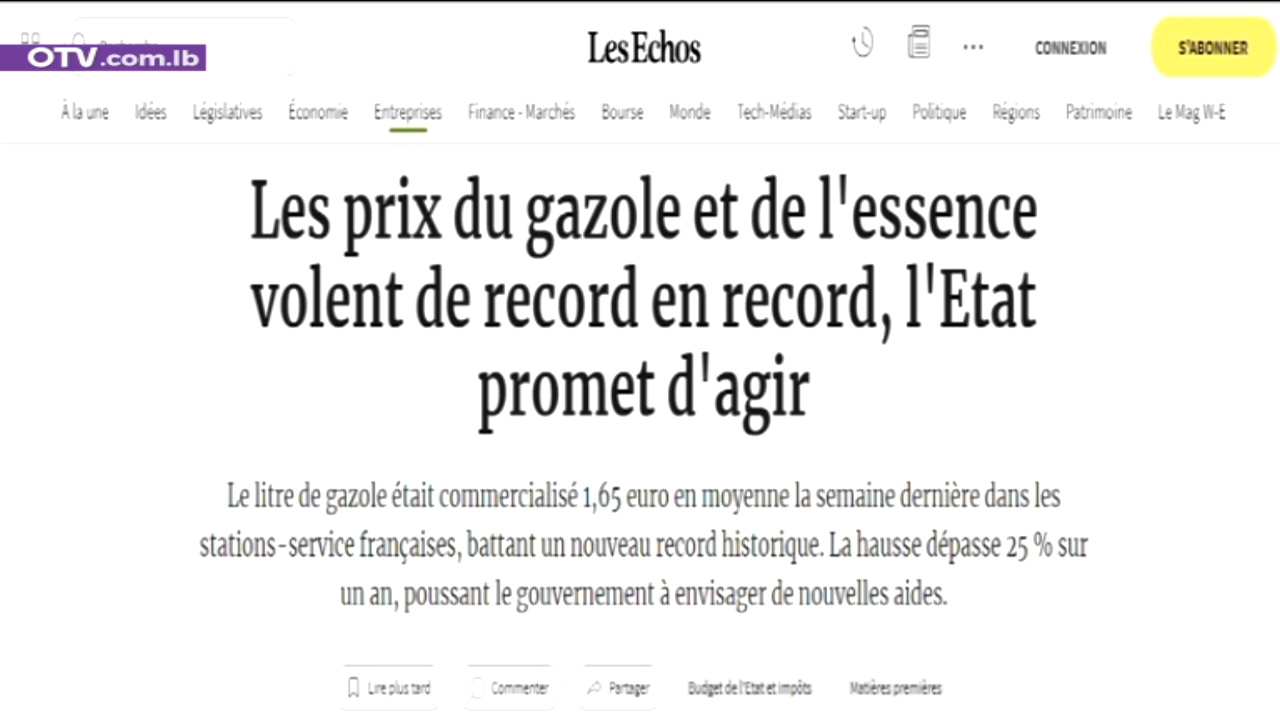 OTV.com.lb
LesEchos
CONNEXION
S'ABONNER
À la une Idées Législatives Économie Entreprises Finance - Marchés Bourse Monde Tech-Médias Start-up Politique Régions Patrimoine Le Mag W-E
Les prix du gazole et de l'essence
volent de record en record, l'Etat
promet d'agir
Le litre de gazole était commercialisé 1,65 euro en moyenne la semaine dernière dans les
stations-service françaises, battant un nouveau record historique. La hausse dépasse 25 % sur
un an, poussant le gouvernement à envisager de nouvelles aides.
Lire plus tard Commenter Partager Budget de l'Etat et impôts Matières premières